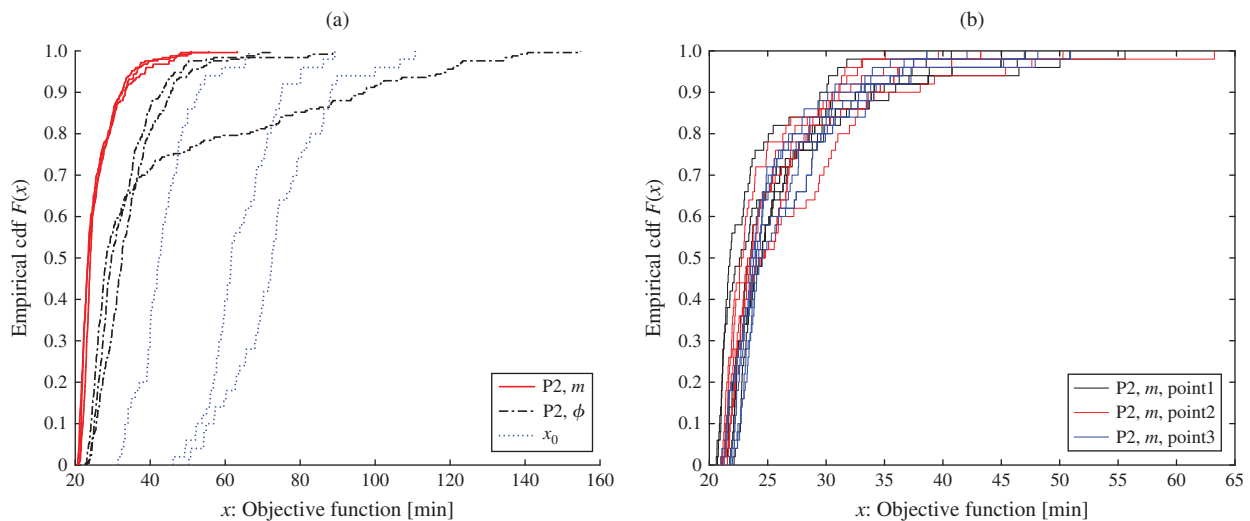 (a)
1.0
0.9
0.8
0.7
0.6
0.5
0.4
0.3
0.2
0.1
0
Empirical cdf F(x)
20 40 60 80 100 120 140 160
x: Objective function [min]
P2, m
P2, ϕ
x₀
(b)
1.0
0.9
0.8
0.7
0.6
0.5
0.4
0.3
0.2
0.1
0
Empirical cdf F(x)
20 25 30 35 40 45 50 55 60 65
x: Objective function [min]
P2, m, point1
P2, m, point2
P2, m, point3